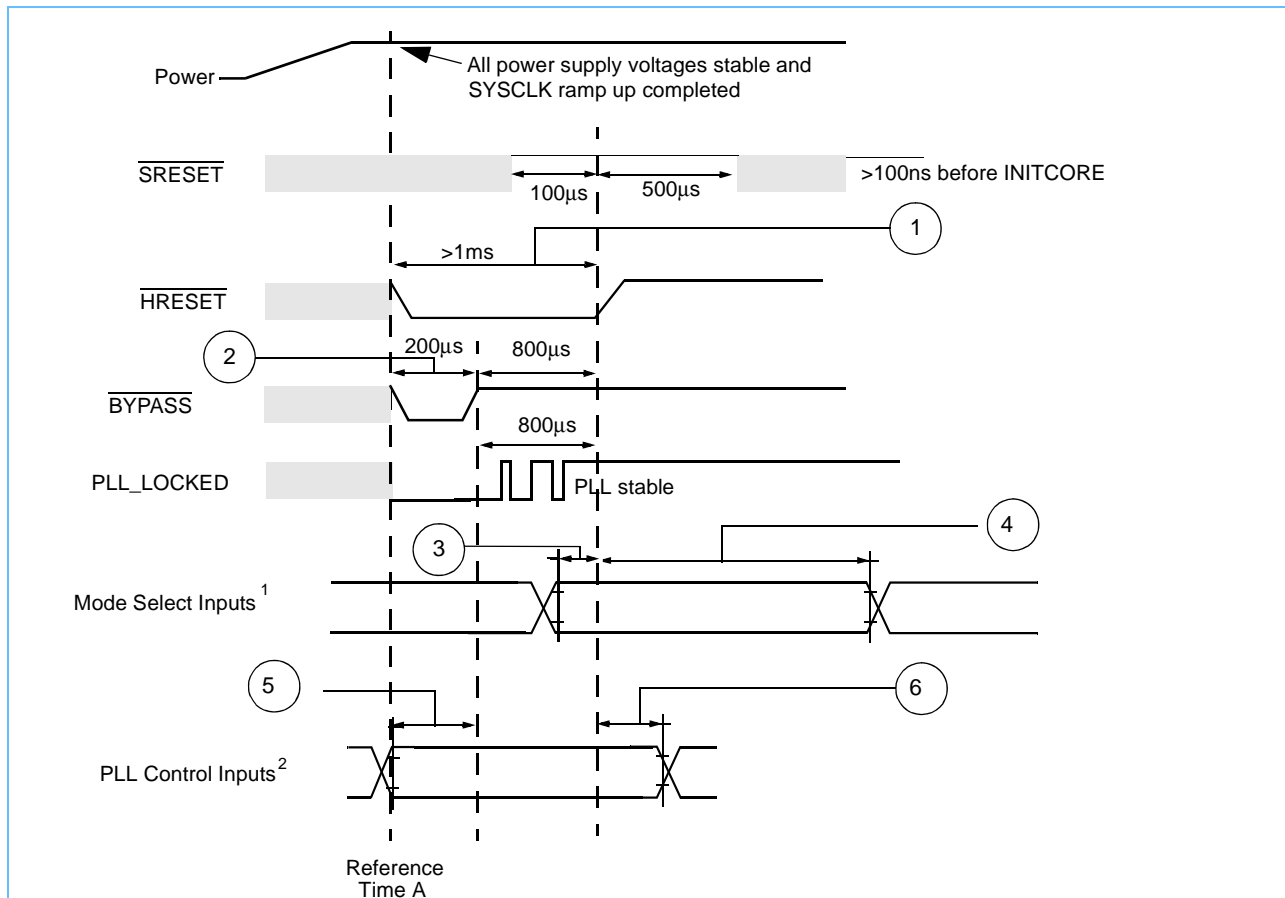 Power
All power supply voltages stable and
SYSCLK ramp up completed
SRESET
100μs
500μs
>100ns before INITCORE
1
>1ms
HRESET
2
200μs
800μs
BYPASS
800μs
PLL_LOCKED
PLL stable
3
4
Mode Select Inputs 1
5
6
PLL Control Inputs 2
Reference
Time A